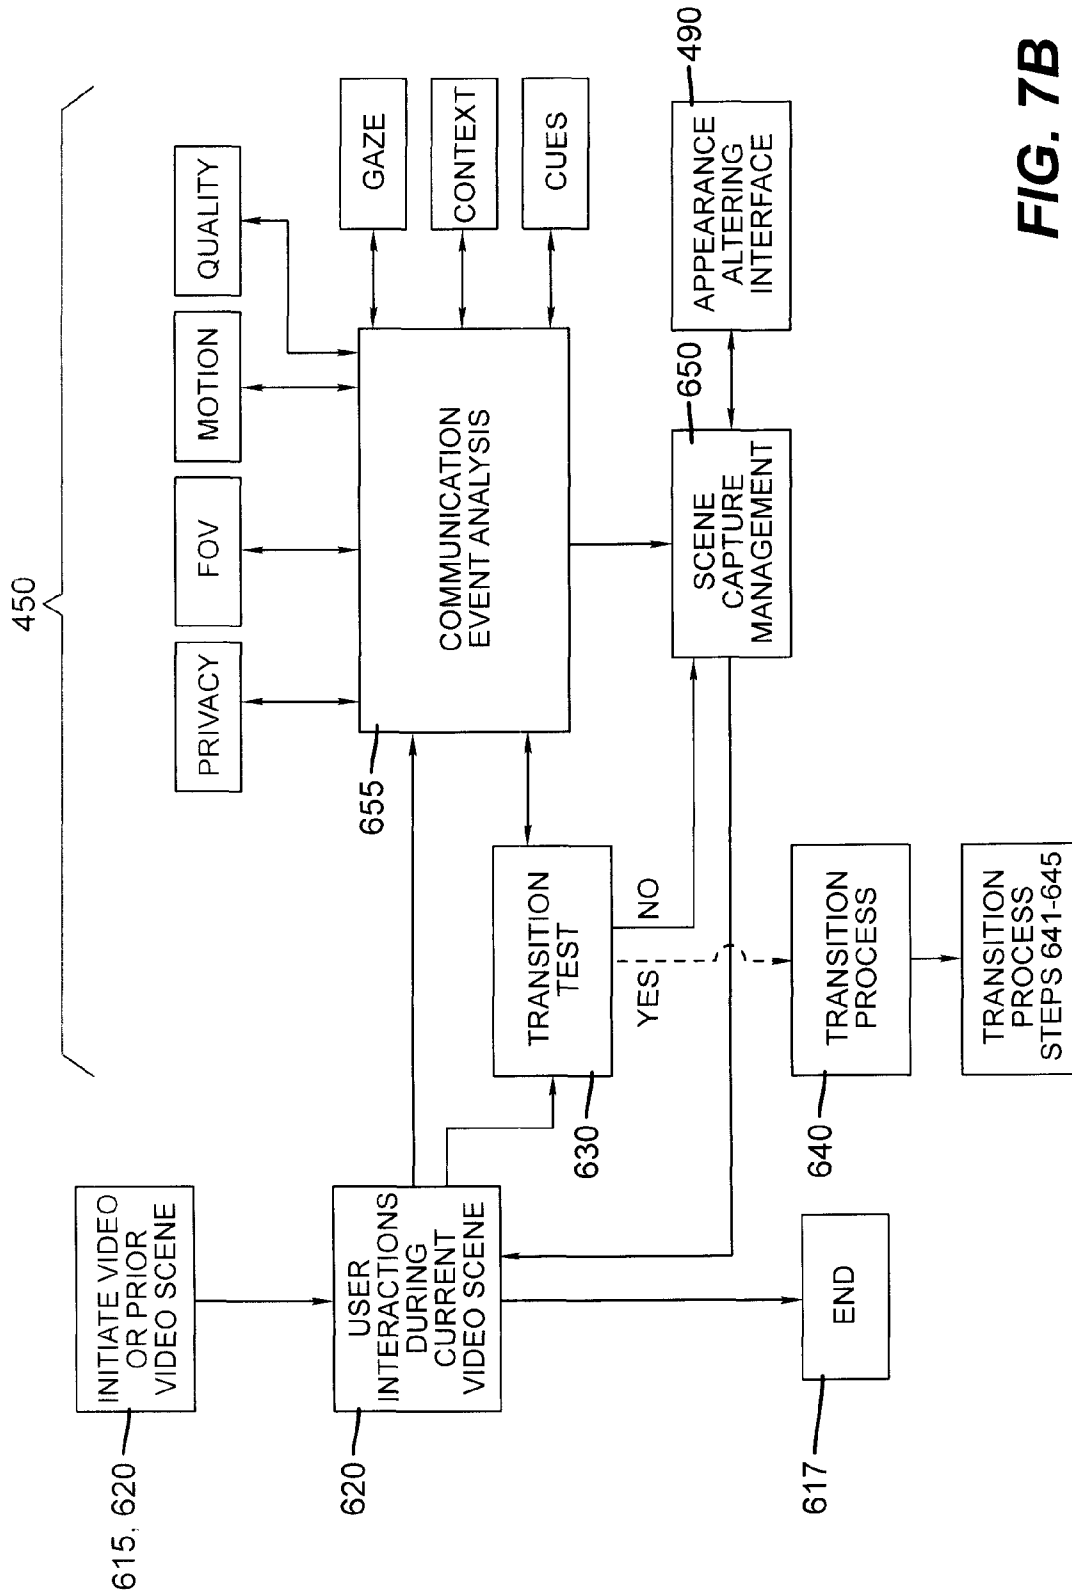 450
INITIATE VIDEO
OR PRIOR
VIDEO SCENE
615, 620
USER
INTERACTIONS
DURING
CURRENT
VIDEO SCENE
620
END
617
PRIVACY
FOV
MOTION
QUALITY
COMMUNICATION
EVENT ANALYSIS
655
GAZE
CONTEXT
CUES
TRANSITION
TEST
630
YES
NO
TRANSITION
PROCESS
640
TRANSITION
PROCESS
STEPS 641-645
SCENE
CAPTURE
MANAGEMENT
650
APPEARANCE
ALTERING
INTERFACE
490
FIG. 7B